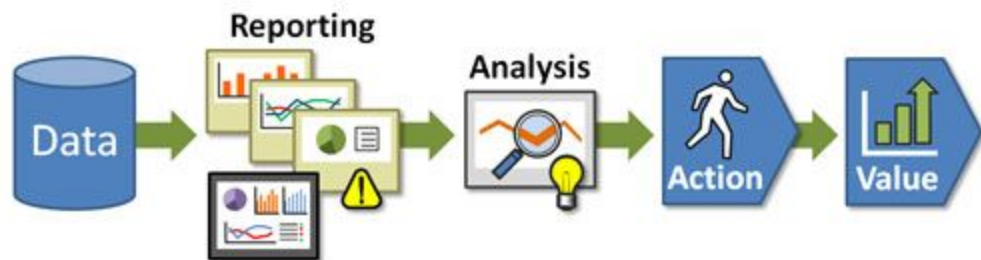 Data
Reporting
Analysis
Action
Value